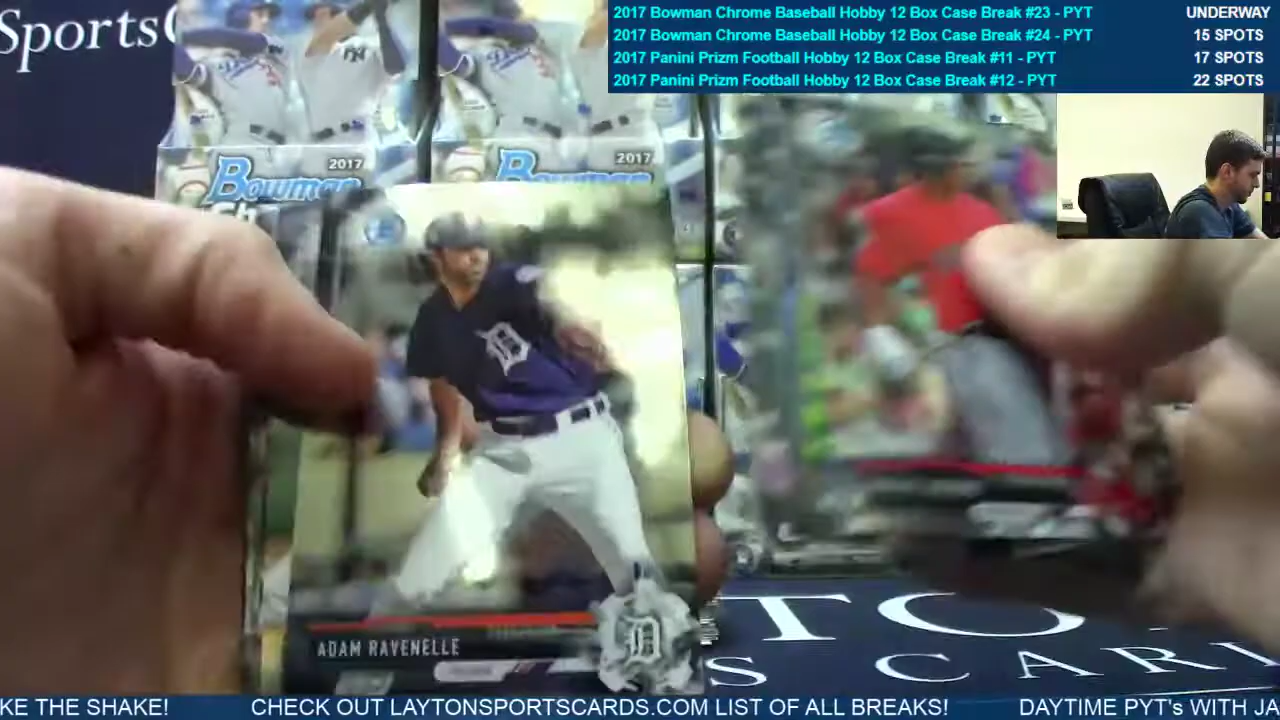 2017 Bowman Chrome Baseball Hobby 12 Box Case Break #23 - PYT UNDERWAY
2017 Bowman Chrome Baseball Hobby 12 Box Case Break #24 - PYT 15 SPOTS
2017 Panini Prizm Football Hobby 12 Box Case Break #11 - PYT 17 SPOTS
2017 Panini Prizm Football Hobby 12 Box Case Break #12 - PYT 22 SPOTS
Sports
2017 2017
Bowman Bowman
D
ADAM RAVENELLE
D
S CAR
KE THE SHAKE! CHECK OUT LAYTONSPORTSCARDS.COM LIST OF ALL BREAKS! DAYTIME PYT's WITH JA